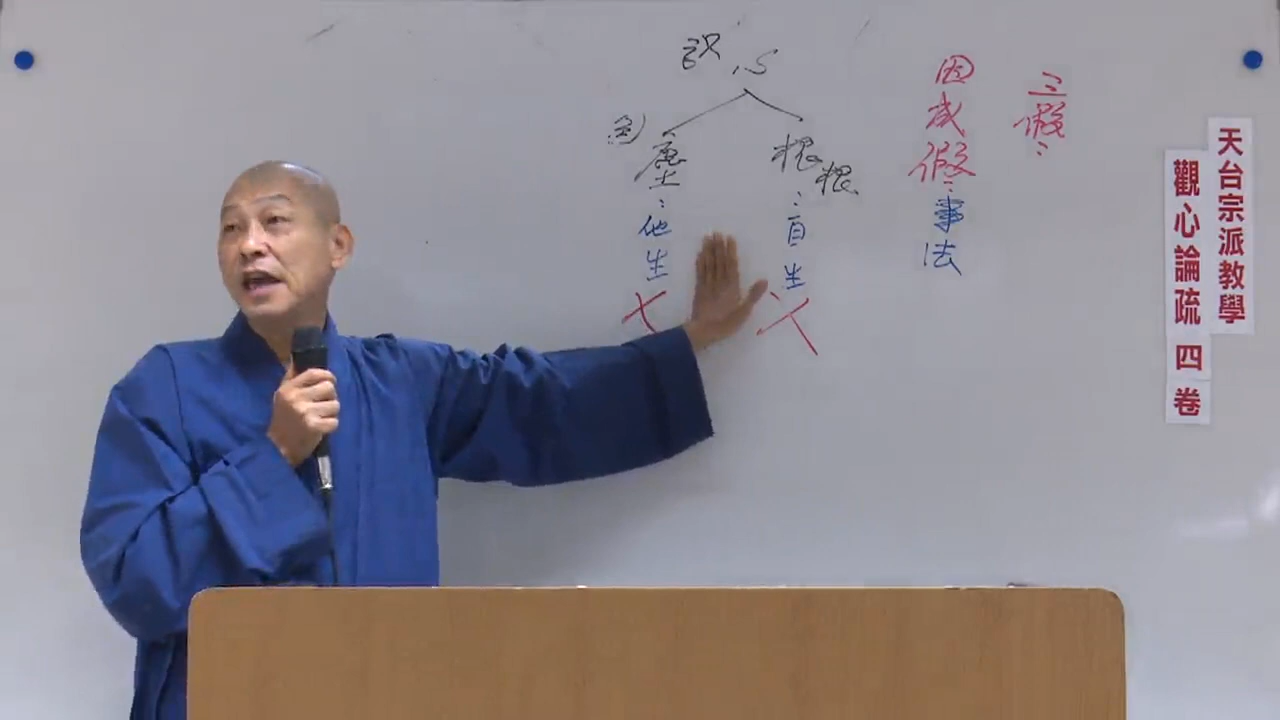 天台宗派教學
觀心論疏 四卷
三假:
因成假:事法
識心
根 根:自生
塵:他生